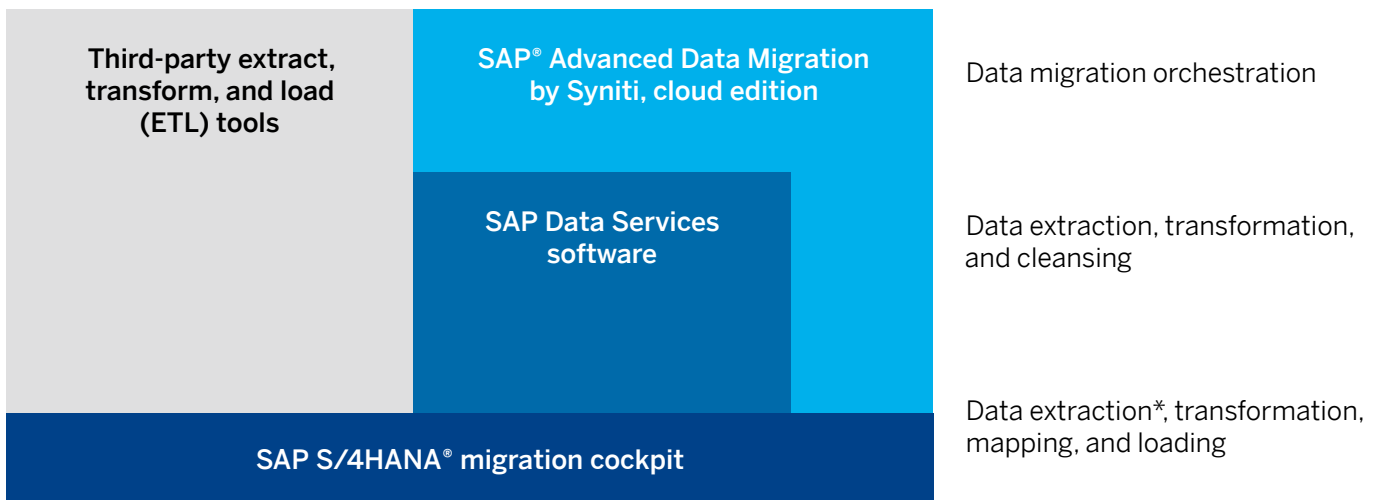 Third-party extract,
transform, and load
(ETL) tools
SAP® Advanced Data Migration
by Syniti, cloud edition
Data migration orchestration
SAP Data Services
software
Data extraction, transformation,
and cleansing
SAP S/4HANA® migration cockpit
Data extraction*, transformation,
mapping, and loading